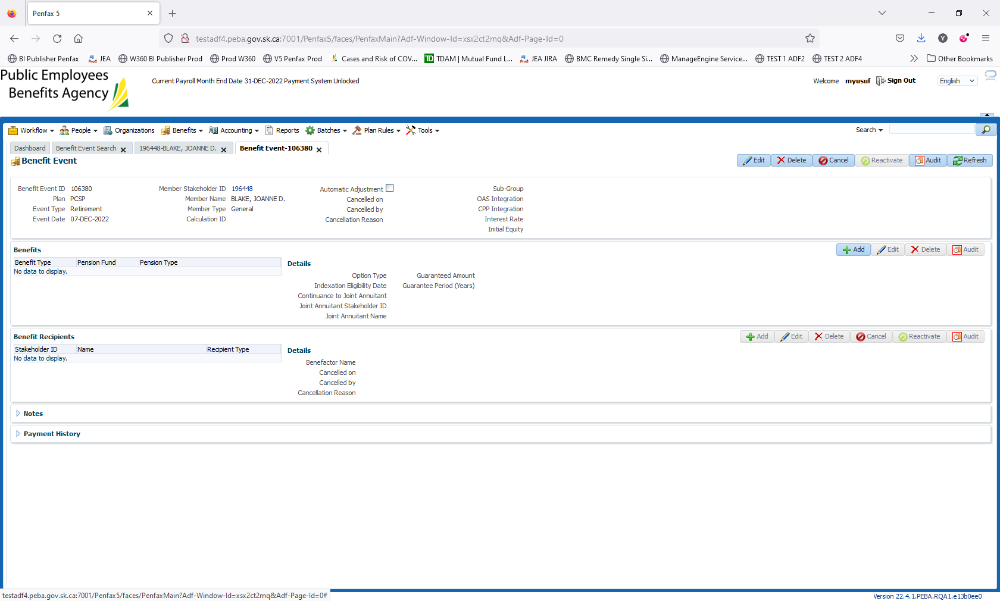 Penfax 5
testadf4.peba.gov.sk.ca:7001/Penfax5/faces/PenfaxMain?Adf-Window-Id=xsx2ct2mq&Adf-Page-Id=0
BI Publisher Penfax JEA W360 BI Publisher Prod Prod W360 V5 Penfax Prod Cases and Risk of COV... TD TDAM | Mutual Fund L... JEA JIRA BMC Remedy Single Si... ManageEngine Service... TEST 1 ADF2 TEST 2 ADF4 Other Bookmarks
Public Employees
Benefits Agency
Current Payroll Month End Date 31-DEC-2022 Payment System Unlocked
Welcome myusuf Sign Out English
Workflow People Organizations Benefits Accounting Reports Batches Plan Rules Tools Search
Dashboard Benefit Event Search 196448-BLAKE, JOANNE D. Benefit Event-106380
Benefit Event Edit Delete Cancel Reactivate Audit Refresh
Benefit Event ID 106380 Member Stakeholder ID 196448 Automatic Adjustment Sub-Group
Plan PCSP Member Name BLAKE, JOANNE D. Cancelled on OAS Integration
Event Type Retirement Member Type General Cancelled by CPP Integration
Event Date 07-DEC-2022 Calculation ID Cancellation Reason Interest Rate
Initial Equity
Benefits Add Edit Delete Audit
Benefit Type Pension Fund Pension Type Details
No data to display.
Option Type Guaranteed Amount
Indexation Eligibility Date Guarantee Period (Years)
Continuance to Joint Annuitant
Joint Annuitant Stakeholder ID
Joint Annuitant Name
Benefit Recipients Add Edit Delete Cancel Reactivate Audit
Stakeholder ID Name Recipient Type Details
No data to display.
Benefactor Name
Cancelled on
Cancelled by
Cancellation Reason
Notes
Payment History
testadf4.peba.gov.sk.ca:7001/Penfax5/faces/PenfaxMain?Adf-Window-Id=xsx2ct2mq&Adf-Page-Id=0#
Version 22.4.1.PEBA.RQA1.e13b0ee0